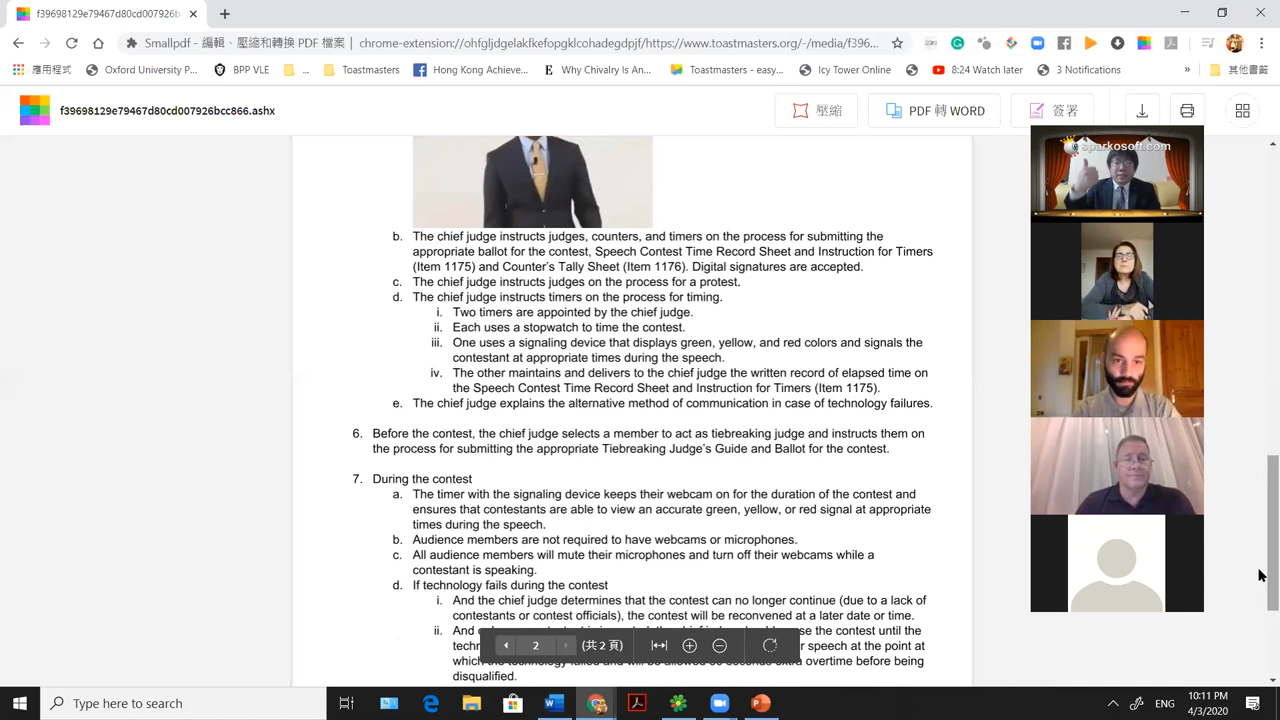 f39698129e79467d80cd007926b
Smallpdf - 編輯、壓縮和轉換 PDF 檔案 | chrome-extension://ohfgljdgelakfkefopgklcohadegdpjf/https://www.toastmasters.org/-/media/f396...
應用程式 Oxford University P... BPP VLE ... Toastmasters Hong Kong Achieve... Why Chivalry Is An... Toastmasters - easy... Icy Tower Online 8:24 Watch later 3 Notifications » 其他書籤
f39698129e79467d80cd007926bcc866.ashx 壓縮 PDF 轉 WORD 簽署
sparkosoft.com
b. The chief judge instructs judges, counters, and timers on the process for submitting the
appropriate ballot for the contest, Speech Contest Time Record Sheet and Instruction for Timers
(Item 1175) and Counter's Tally Sheet (Item 1176). Digital signatures are accepted.
c. The chief judge instructs judges on the process for a protest.
d. The chief judge instructs timers on the process for timing.
i. Two timers are appointed by the chief judge.
ii. Each uses a stopwatch to time the contest.
iii. One uses a signaling device that displays green, yellow, and red colors and signals the
contestant at appropriate times during the speech.
iv. The other maintains and delivers to the chief judge the written record of elapsed time on
the Speech Contest Time Record Sheet and Instruction for Timers (Item 1175).
e. The chief judge explains the alternative method of communication in case of technology failures.
6. Before the contest, the chief judge selects a member to act as tiebreaking judge and instructs them on
the process for submitting the appropriate Tiebreaking Judge's Guide and Ballot for the contest.
7. During the contest
a. The timer with the signaling device keeps their webcam on for the duration of the contest and
ensures that contestants are able to view an accurate green, yellow, or red signal at appropriate
times during the speech.
b. Audience members are not required to have webcams or microphones.
c. All audience members will mute their microphones and turn off their webcams while a
contestant is speaking.
d. If technology fails during the contest
i. And the chief judge determines that the contest can no longer continue (due to a lack of
contestants or contest officials), the contest will be reconvened at a later date or time.
ii. And the contest until the
speech at the point at
which overtime before being
disqualified.
2 (共 2 頁)
Type here to search
ENG
10:11 PM
4/3/2020